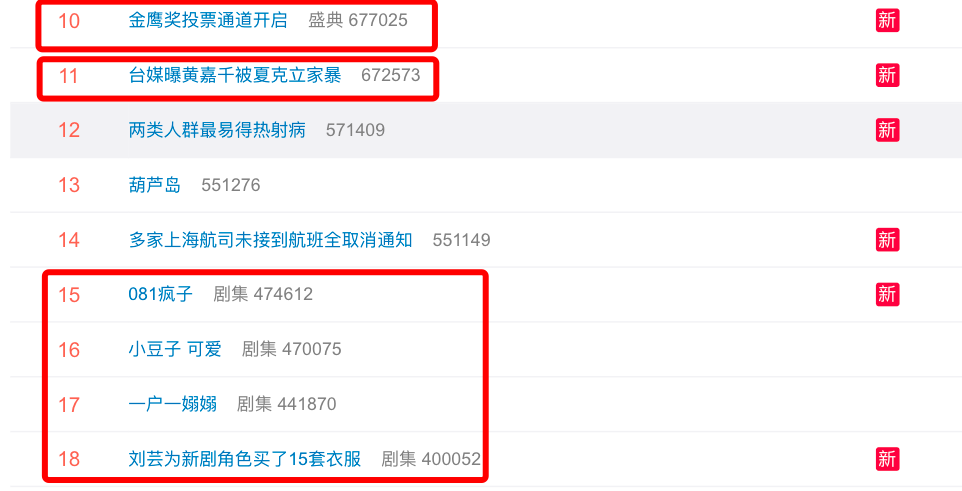 10 金鹰奖投票通道开启 盛典 677025 新
11 台媒曝黄嘉千被夏克立家暴 672573 新
12 两类人群最易得热射病 571409 新
13 葫芦岛 551276
14 多家上海航司未接到航班全取消通知 551149 新
15 081疯子 剧集 474612 新
16 小豆子 可爱 剧集 470075
17 一户一嫋嫋 剧集 441870
18 刘芸为新剧角色买了15套衣服 剧集 400052 新